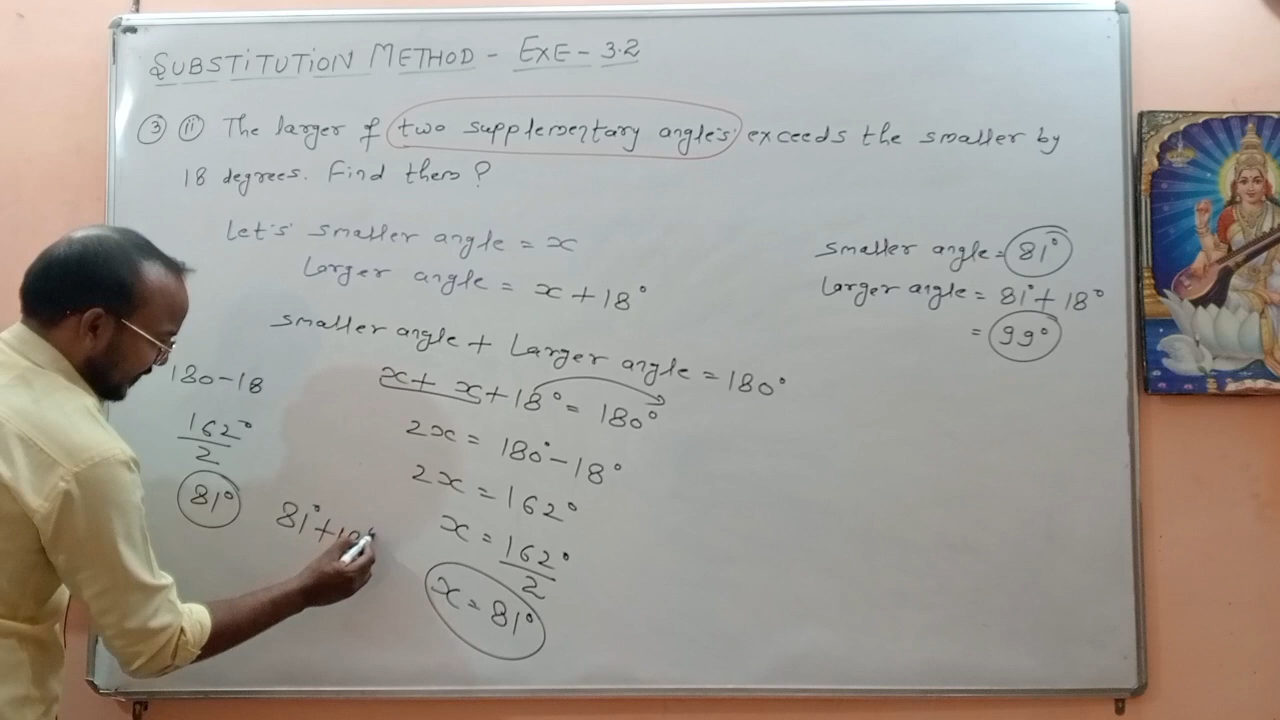 SUBSTITUTION METHOD - EXE - 3.2
③ ⅱ The larger of two supplementary angles exceeds the smaller by
18 degrees. Find them?
Let's smaller angle = x
larger angle = x + 18°
smaller angle + Larger angle = 180°
x + x + 18° = 180°
2x = 180° - 18°
2x = 162°
x = 162°
2
x = 81°
180 - 18
162°
2
81°
81° + 18°
smaller angle = 81°
larger angle = 81° + 18°
= 99°